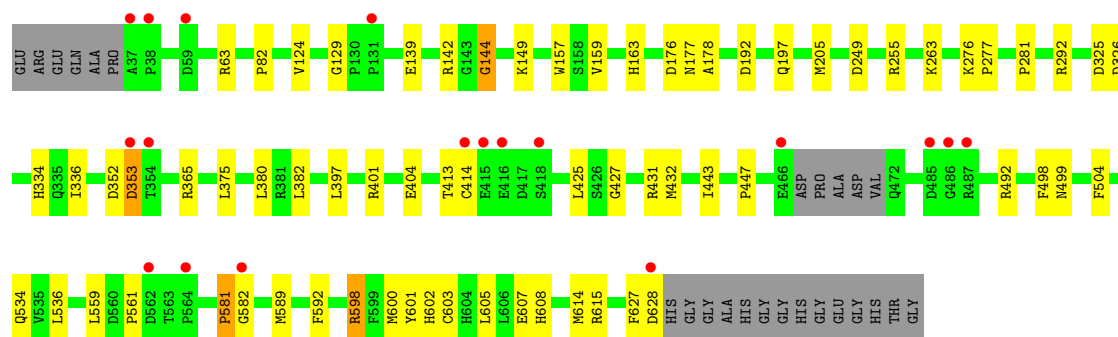 GLU ARG GLU GLN ALA PRO A37 P38 D59 R63 P82 V124 G129 P130 P131 E139 R142 G143 G144 K149 W157 S158 V159 H163 D176 N177 A178 D192 Q197 M205 D249 R255 K263 K276 P277 P281 R292 D325 D326
H334 Q335 I336 D352 D353 T354 R365 L375 L380 R381 L382 L397 R401 E404 T413 C414 E415 E416 D417 S418 L425 S426 G427 R431 M432 I443 P447 E466 ASP PRO ALA ASP VAL Q472 D485 G486 R487 R492 F498 N499 F504
Q534 V535 L536 L559 D560 P561 D562 T563 P564 P581 G582 M589 F592 R598 F599 M600 Y601 H602 C603 H604 L605 L606 E607 H608 M614 R615 F627 D628 HIS GLY GLY ALA HIS GLY GLY HIS GLY GLU GLY HIS THR GLY